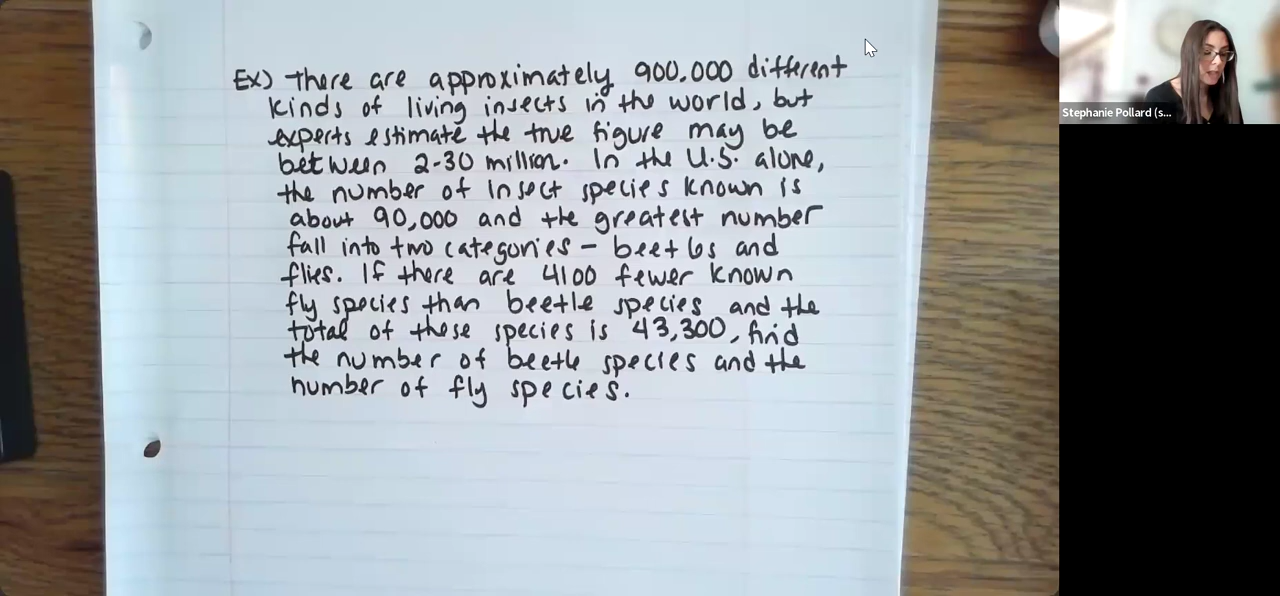 Ex) There are approximately 900,000 different
kinds of living insects in the world, but
experts estimate the true figure may be
between 2-30 million. In the U.S. alone,
the number of insect species known is
about 90,000 and the greatest number
fall into two categories - beetles and
flies. If there are 4100 fewer known
fly species than beetle species and the
total of these species is 43,300, find
the number of beetle species and the
number of fly species.
Stephanie Pollard (s...